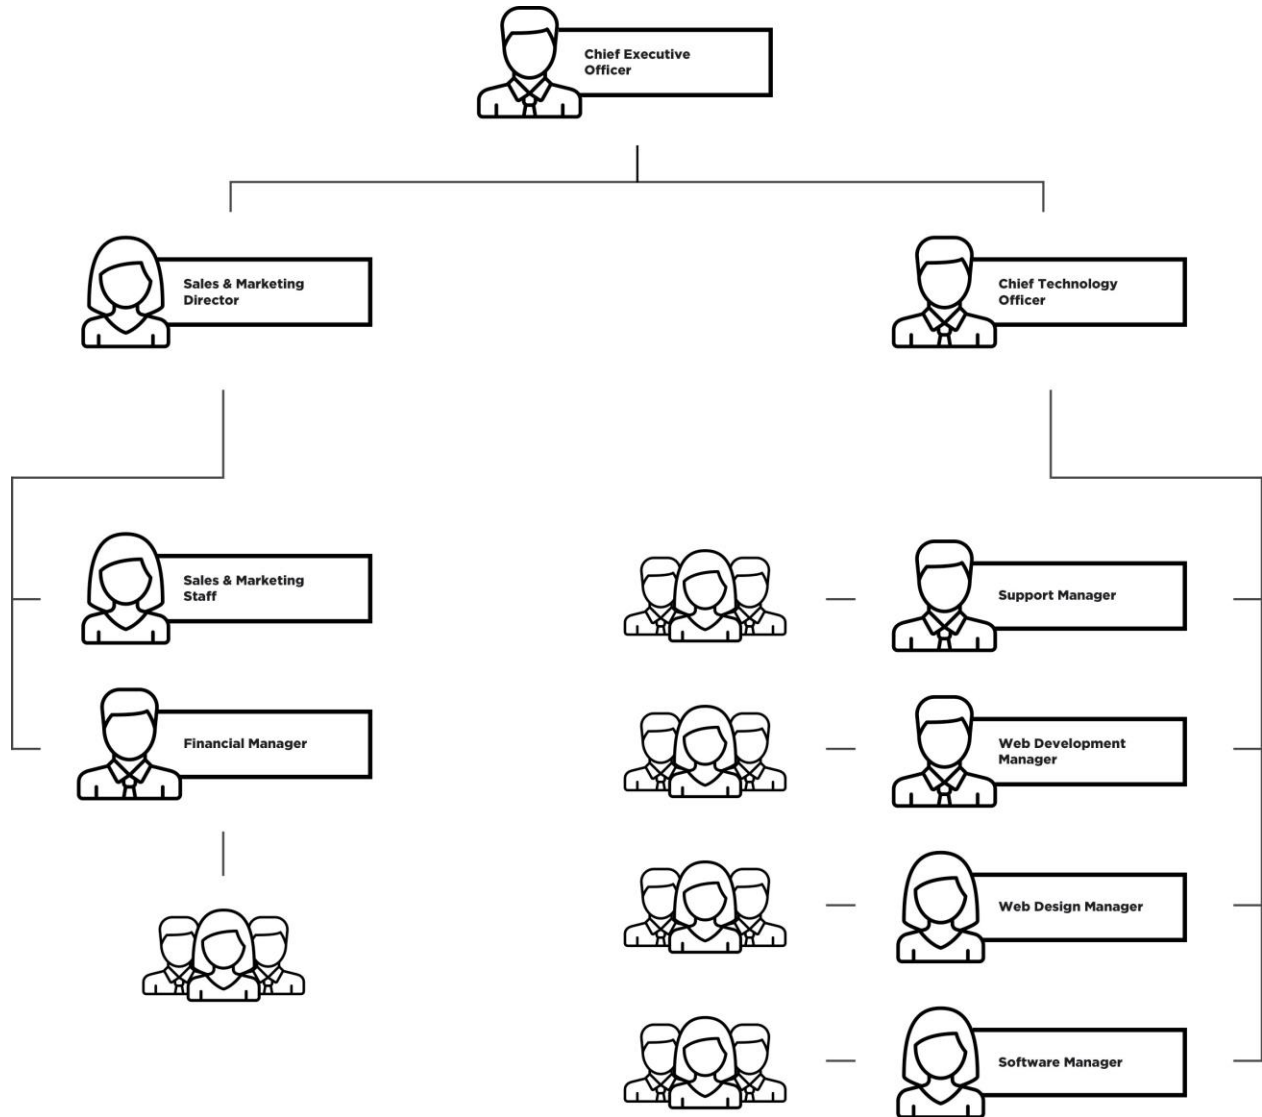 Chief Executive
Officer
Sales & Marketing
Director
Chief Technology
Officer
Sales & Marketing
Staff
Financial Manager
Support Manager
Web Development
Manager
Web Design Manager
Software Manager